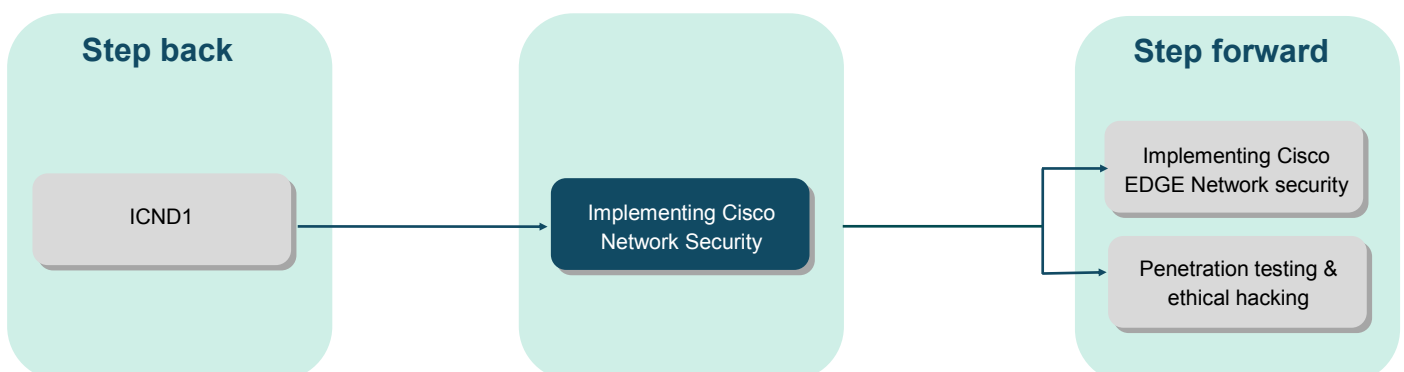 Step back
ICND1
Implementing Cisco
Network Security
Step forward
Implementing Cisco
EDGE Network security
Penetration testing &
ethical hacking